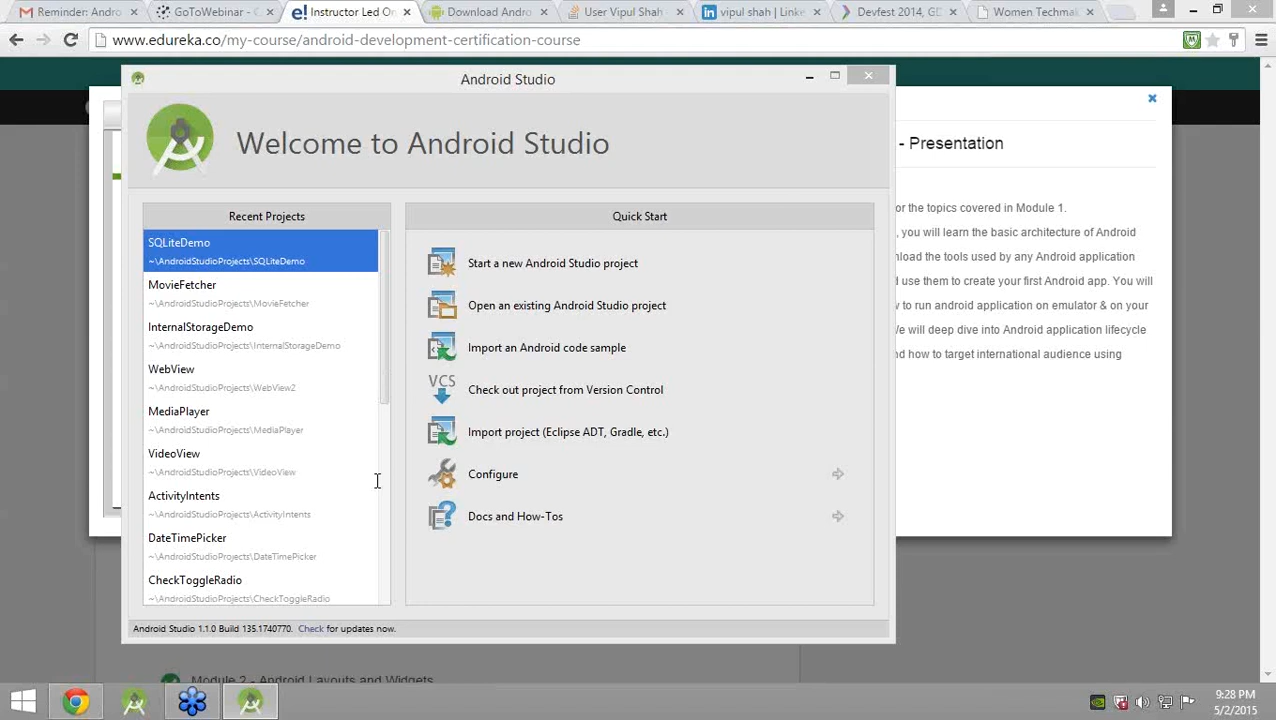 Reminder: Andro
GoToWebinar - C
Instructor Led On
Download Andro
User Vipul Shah
vipul shah | Linke
Devfest 2014, GD
Women Techmak
www.edureka.co/my-course/android-development-certification-course
Android Studio
Welcome to Android Studio
- Presentation
Recent Projects
Quick Start
SQLiteDemo
~\AndroidStudioProjects\SQLiteDemo
MovieFetcher
~\AndroidStudioProjects\MovieFetcher
InternalStorageDemo
~\AndroidStudioProjects\InternalStorageDemo
WebView
~\AndroidStudioProjects\WebView2
MediaPlayer
~\AndroidStudioProjects\MediaPlayer
VideoView
~\AndroidStudioProjects\VideoView
ActivityIntents
~\AndroidStudioProjects\ActivityIntents
DateTimePicker
~\AndroidStudioProjects\DateTimePicker
CheckToggleRadio
~\AndroidStudioProjects\CheckToggleRadio
Start a new Android Studio project
Open an existing Android Studio project
Import an Android code sample
VCS
Check out project from Version Control
Import project (Eclipse ADT, Gradle, etc.)
Configure
Docs and How-Tos
or the topics covered in Module 1.
, you will learn the basic architecture of Android
nload the tools used by any Android application
d use them to create your first Android app. You will
w to run android application on emulator & on your
We will deep dive into Android application lifecycle
nd how to target international audience using
Android Studio 1.1.0 Build 135.1740770. Check for updates now.
Module 2 - Android Layouts and Widgets
9:28 PM
5/2/2015